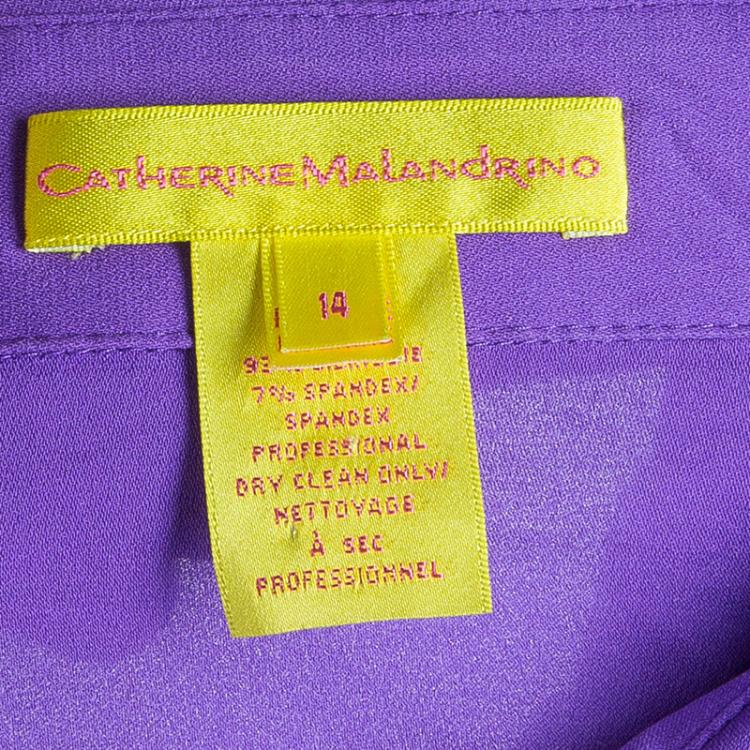 CATHERINE MALANDRINO
14
7% SPANDEX/
SPANDEX
PROFESSIONAL
DRY CLEAN ONLY/
NETTOYAGE
À SEC
PROFESSIONNEL